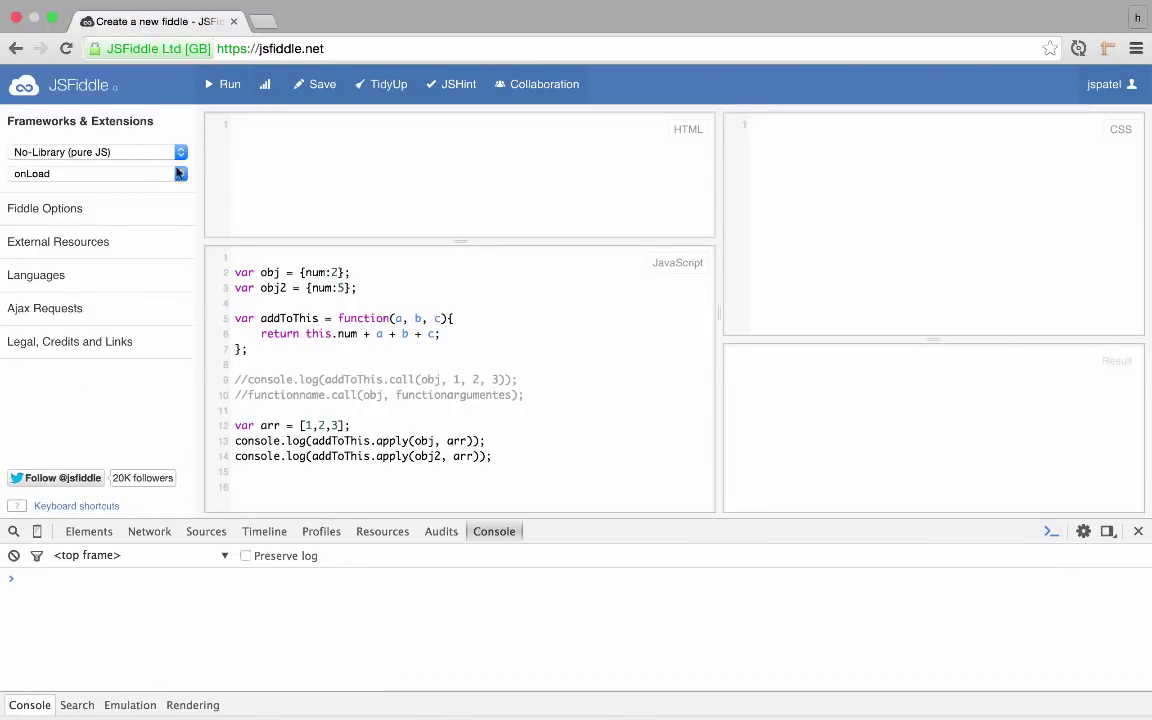 Create a new fiddle - JSFi
h
JSFiddle Ltd [GB] https://jsfiddle.net
JSFiddle α
Run
Save
TidyUp
JSHint
Collaboration
jspatel
Frameworks & Extensions
No-Library (pure JS)
onLoad
Fiddle Options
External Resources
Languages
Ajax Requests
Legal, Credits and Links
Follow @jsfiddle
20K followers
? Keyboard shortcuts
1
HTML
1
CSS
JavaScript
1
2 var obj = {num:2};
3 var obj2 = {num:5};
4
5 var addToThis = function(a, b, c){
6 return this.num + a + b + c;
7 };
8
9 //console.log(addToThis.call(obj, 1, 2, 3));
10 //functionname.call(obj, functionargumentes);
11
12 var arr = [1,2,3];
13 console.log(addToThis.apply(obj, arr));
14 console.log(addToThis.apply(obj2, arr));
15
16
Result
Elements Network Sources Timeline Profiles Resources Audits Console
<top frame> Preserve log
Console Search Emulation Rendering